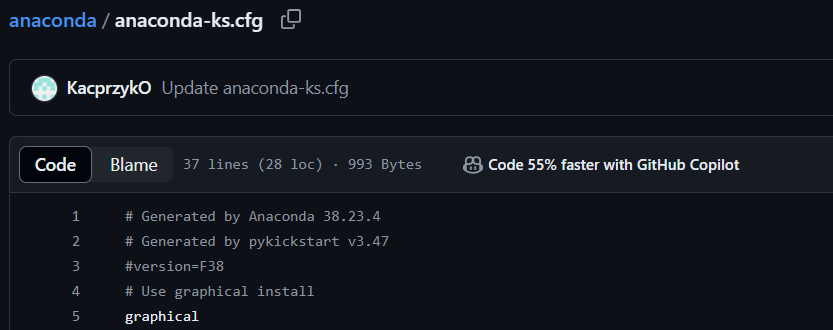 anaconda / anaconda-ks.cfg
KacprzykO Update anaconda-ks.cfg
Code Blame 37 lines (28 loc) · 993 Bytes Code 55% faster with GitHub Copilot
1 # Generated by Anaconda 38.23.4
2 # Generated by pykickstart v3.47
3 #version=F38
4 # Use graphical install
5 graphical